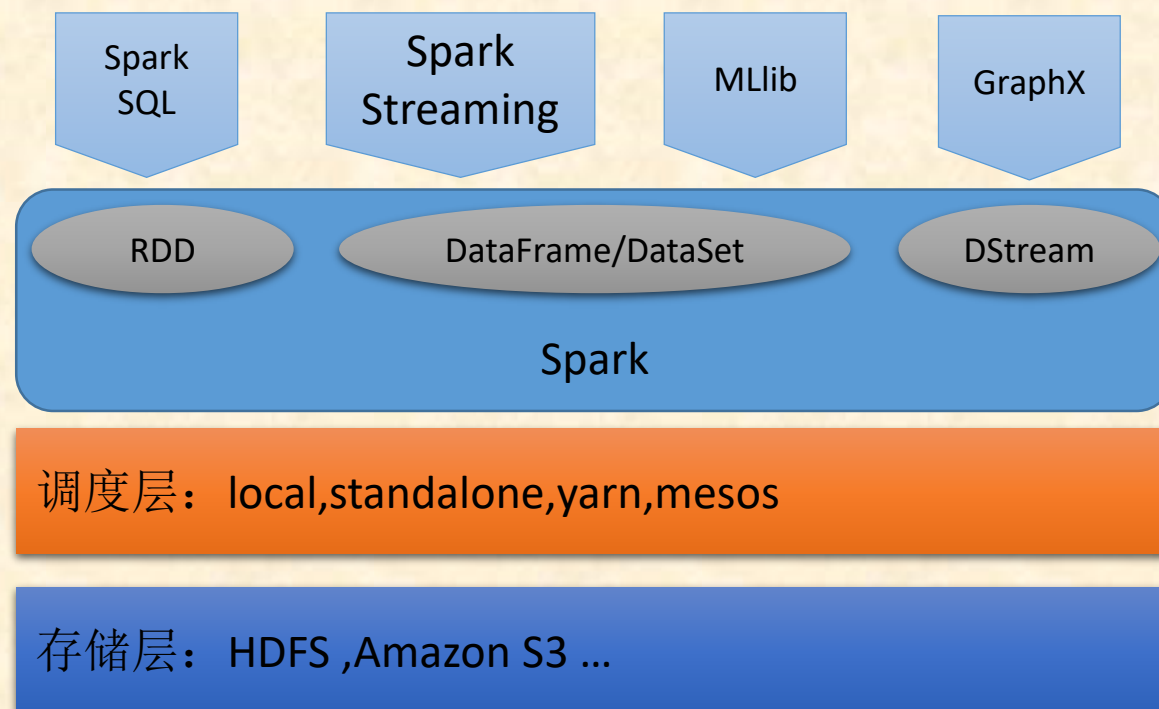 Spark
SQL
Spark
Streaming
MLlib
GraphX
RDD
DataFrame/DataSet
DStream
Spark
调度层：local,standalone,yarn,mesos
存储层：HDFS ,Amazon S3 …